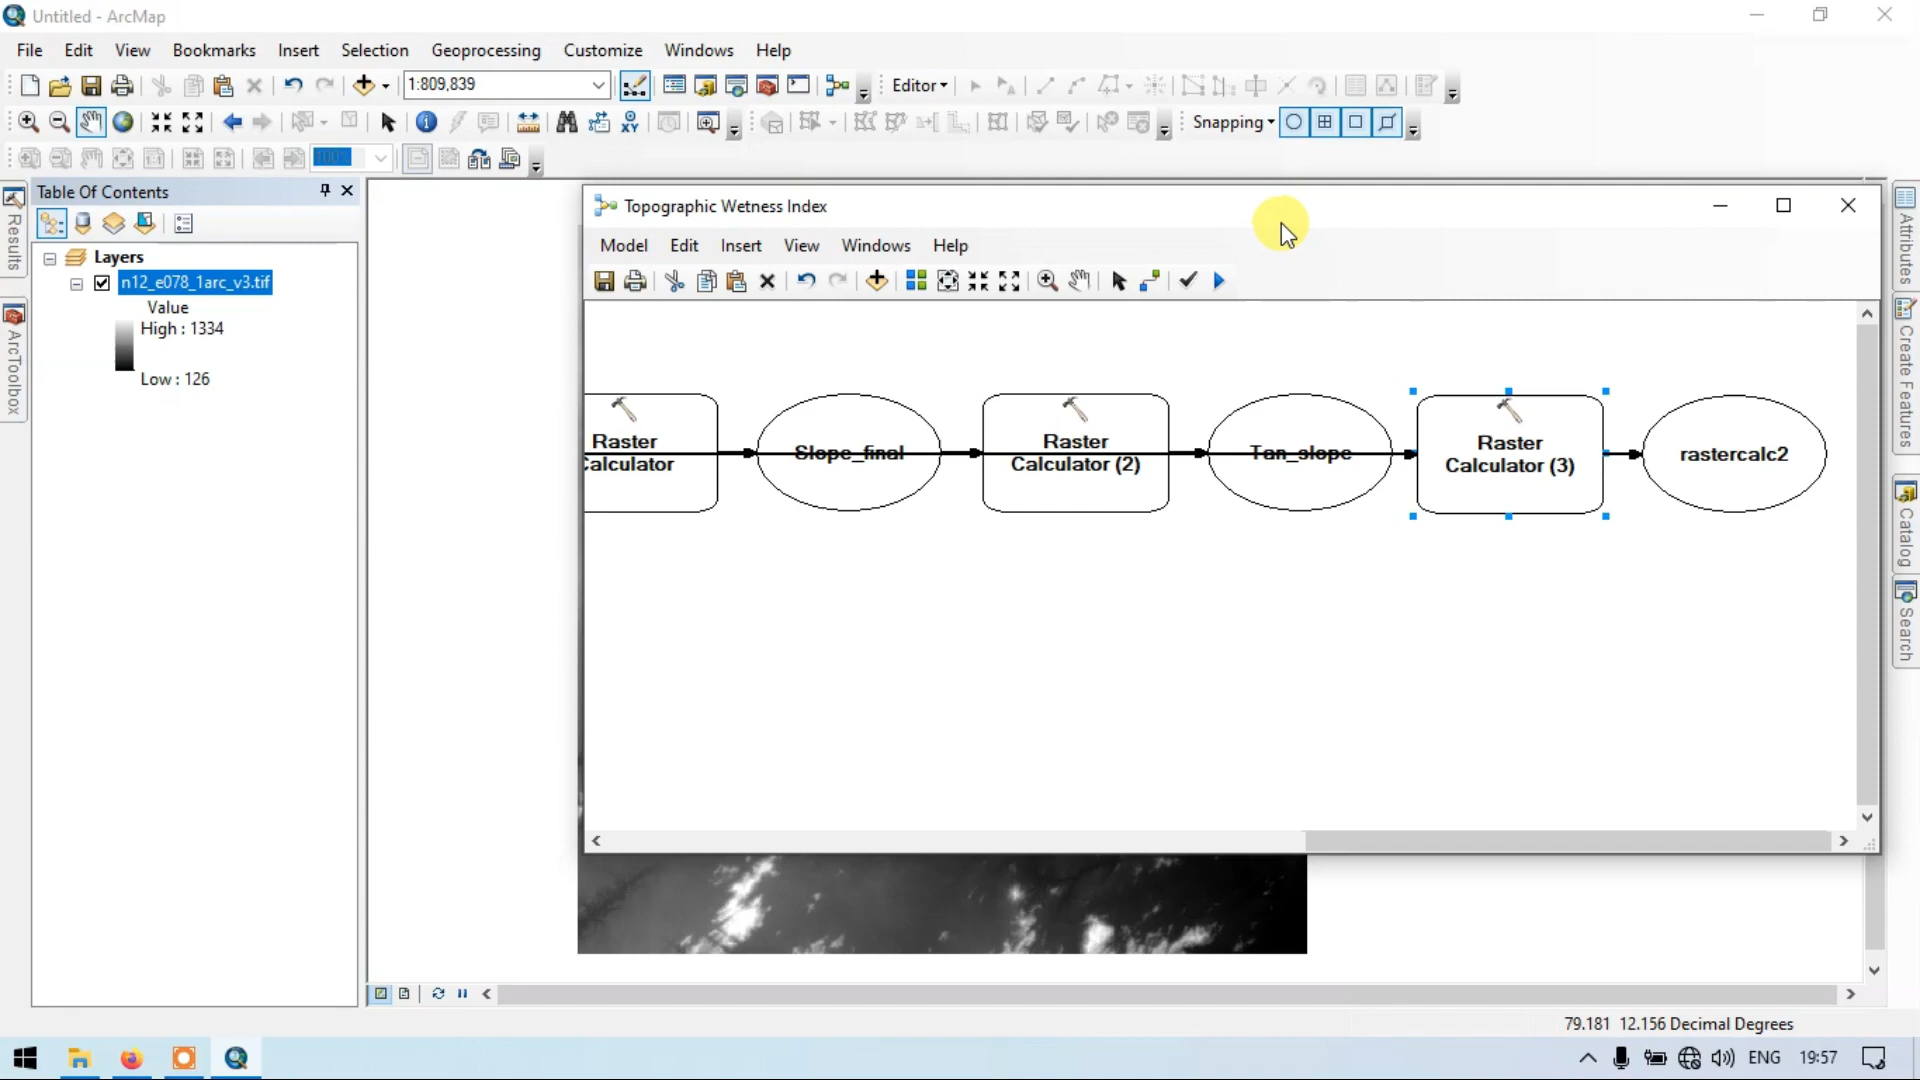 Untitled - ArcMap
File Edit View Bookmarks Insert Selection Geoprocessing Customize Windows Help
1:809,839
Editor
Snapping
100%
Table Of Contents
Results
ArcToolbox
Layers
n12_e078_1arc_v3.tif
Value
High : 1334
Low : 126
Topographic Wetness Index
Model Edit Insert View Windows Help
Raster
Calculator
Slope_final
Raster
Calculator (2)
Tan_slope
Raster
Calculator (3)
rastercalc2
Attributes
Create Features
Catalog
Search
79.181 12.156 Decimal Degrees
ENG
19:57